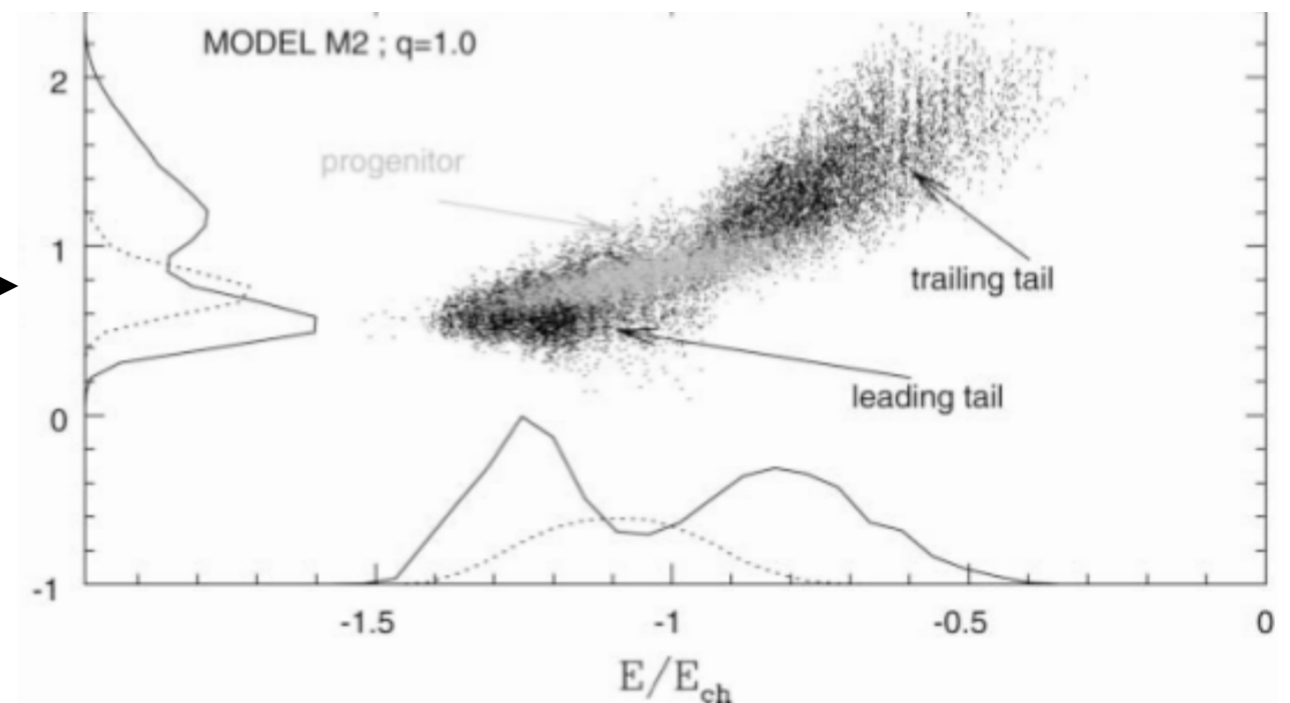 MODEL M2 ; q=1.0
2
progenitor
1
trailing tail
leading tail
0
-1
-1.5
-1
-0.5
0
E/E_ch